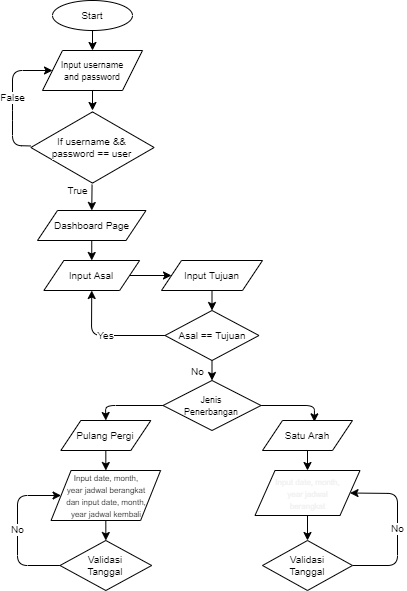 Start
Input username
and password
False
If username &&
password == user
True
Dashboard Page
Input Asal
Input Tujuan
Yes
Asal == Tujuan
No
Jenis
Penerbangan
Pulang Pergi
Satu Arah
Input date, month,
year jadwal berangkat
dan input date, month,
year jadwal kembali
Input date, month,
year jadwal
berangkat
No
No
Validasi
Tanggal
Validasi
Tanggal